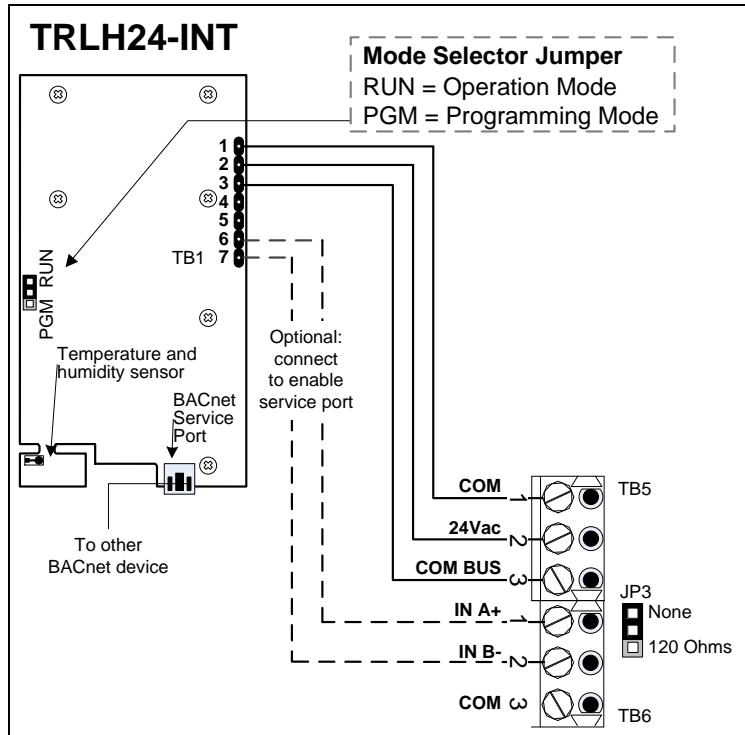 TRLH24-INT
Mode Selector Jumper
RUN = Operation Mode
PGM = Programming Mode
1
2
3
4
5
6
7
TB1
PGM RUN
Temperature and
humidity sensor
BACnet
Service
Port
Optional:
connect
to enable
service port
To other
BACnet device
COM 1
TB5
24Vac 2
COM BUS 3
JP3
None
120 Ohms
IN A+ 1
IN B- 2
COM 3
TB6